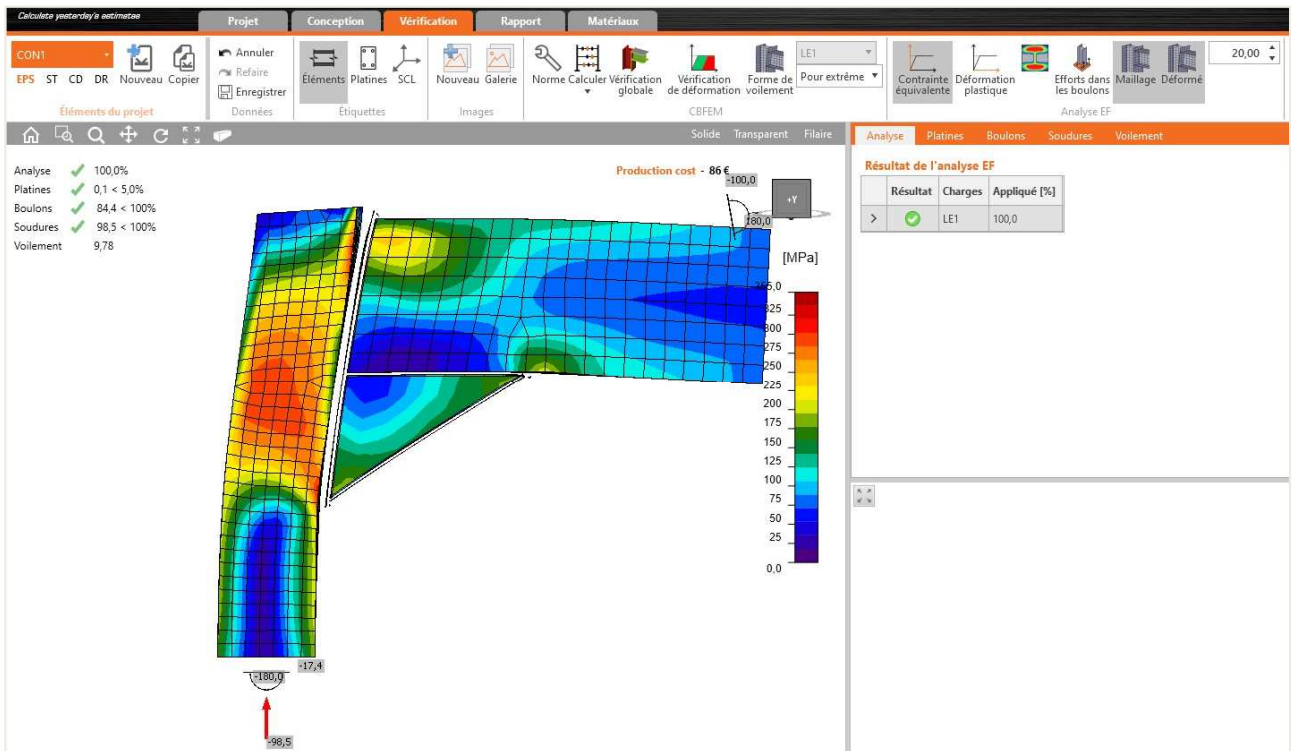 Calculate yesterday's estimates
Projet Conception Vérification Rapport Matériaux
CON1
EPS ST CD DR Nouveau Copier
Éléments du projet
Annuler
Refaire
Enregistrer
Données
Éléments Platines SCL
Étiquettes
Nouveau Galerie
Images
Norme Calculer Vérification globale Vérification de déformation Forme de voilement
LE1
Pour extrême
CBFEM
Contrainte équivalente Déformation plastique Efforts dans les boulons Maillage Déformé
20,00
Analyse EF
Solide Transparent Filaire
Analyse 100,0%
Platines 0,1 < 5,0%
Boulons 84,4 < 100%
Soudures 98,5 < 100%
Voilement 9,78
Production cost - 86 €
-100,0
+Y
180,0
[MPa]
325
300
275
250
225
200
175
150
125
100
75
50
25
0,0
-17,4
-180,0
-98,5
Analyse Platines Boulons Soudures Voilement
Résultat de l'analyse EF
Résultat Charges Appliqué [%]
> LE1 100,0